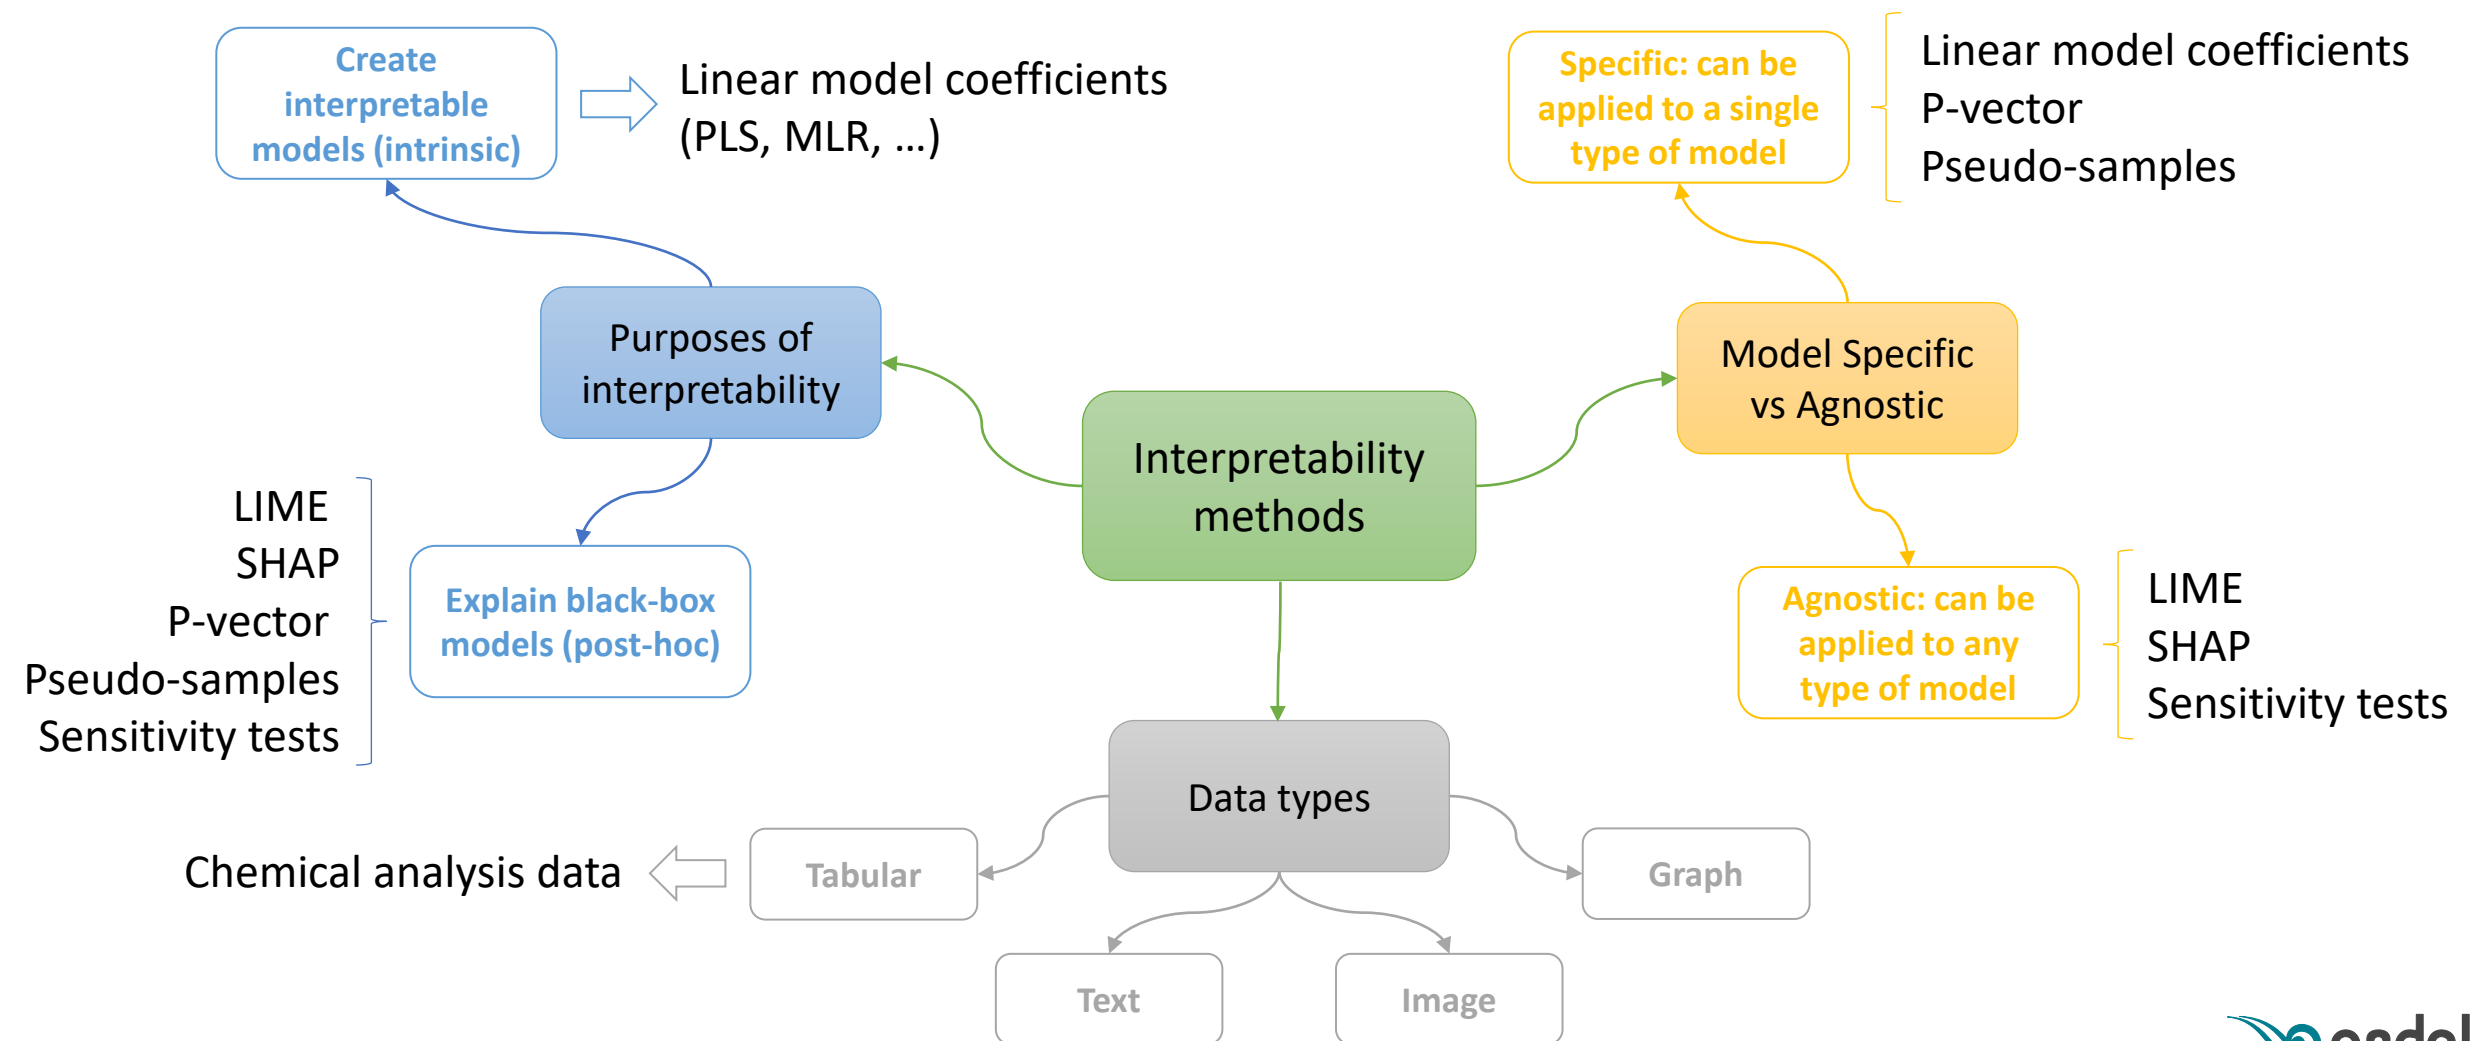 Create
interpretable
models (intrinsic)
Linear model coefficients
(PLS, MLR, ...)
Specific: can be
applied to a single
type of model
Linear model coefficients
P-vector
Pseudo-samples
Purposes of
interpretability
Model Specific
vs Agnostic
Interpretability
methods
LIME
SHAP
P-vector
Pseudo-samples
Sensitivity tests
Explain black-box
models (post-hoc)
Agnostic: can be
applied to any
type of model
LIME
SHAP
Sensitivity tests
Data types
Chemical analysis data
Tabular
Graph
Text
Image